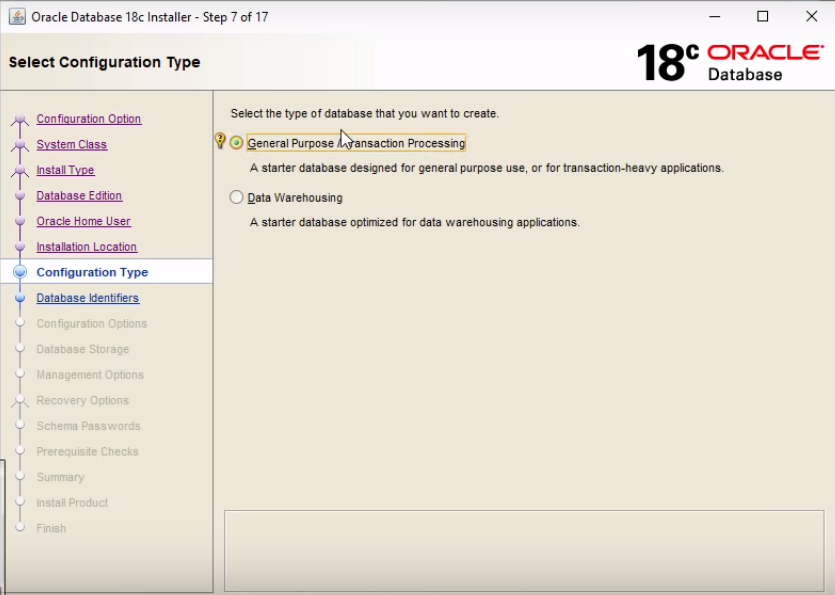 Oracle Database 18c Installer - Step 7 of 17
Select Configuration Type
18c ORACLE
Database
Configuration Option
System Class
Install Type
Database Edition
Oracle Home User
Installation Location
Configuration Type
Database Identifiers
Configuration Options
Database Storage
Management Options
Recovery Options
Schema Passwords
Prerequisite Checks
Summary
Install Product
Finish
Select the type of database that you want to create.
General Purpose / Transaction Processing
A starter database designed for general purpose use, or for transaction-heavy applications.
Data Warehousing
A starter database optimized for data warehousing applications.